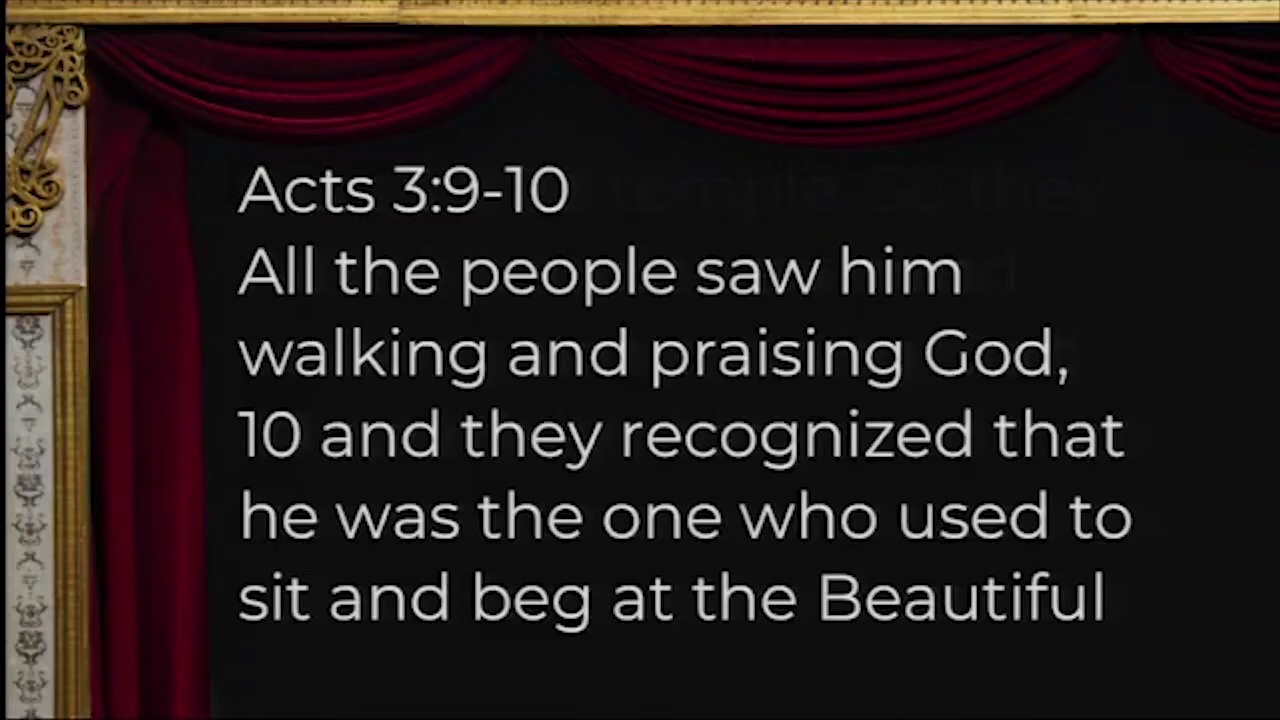 Acts 3:9-10
All the people saw him
walking and praising God,
10 and they recognized that
he was the one who used to
sit and beg at the Beautiful